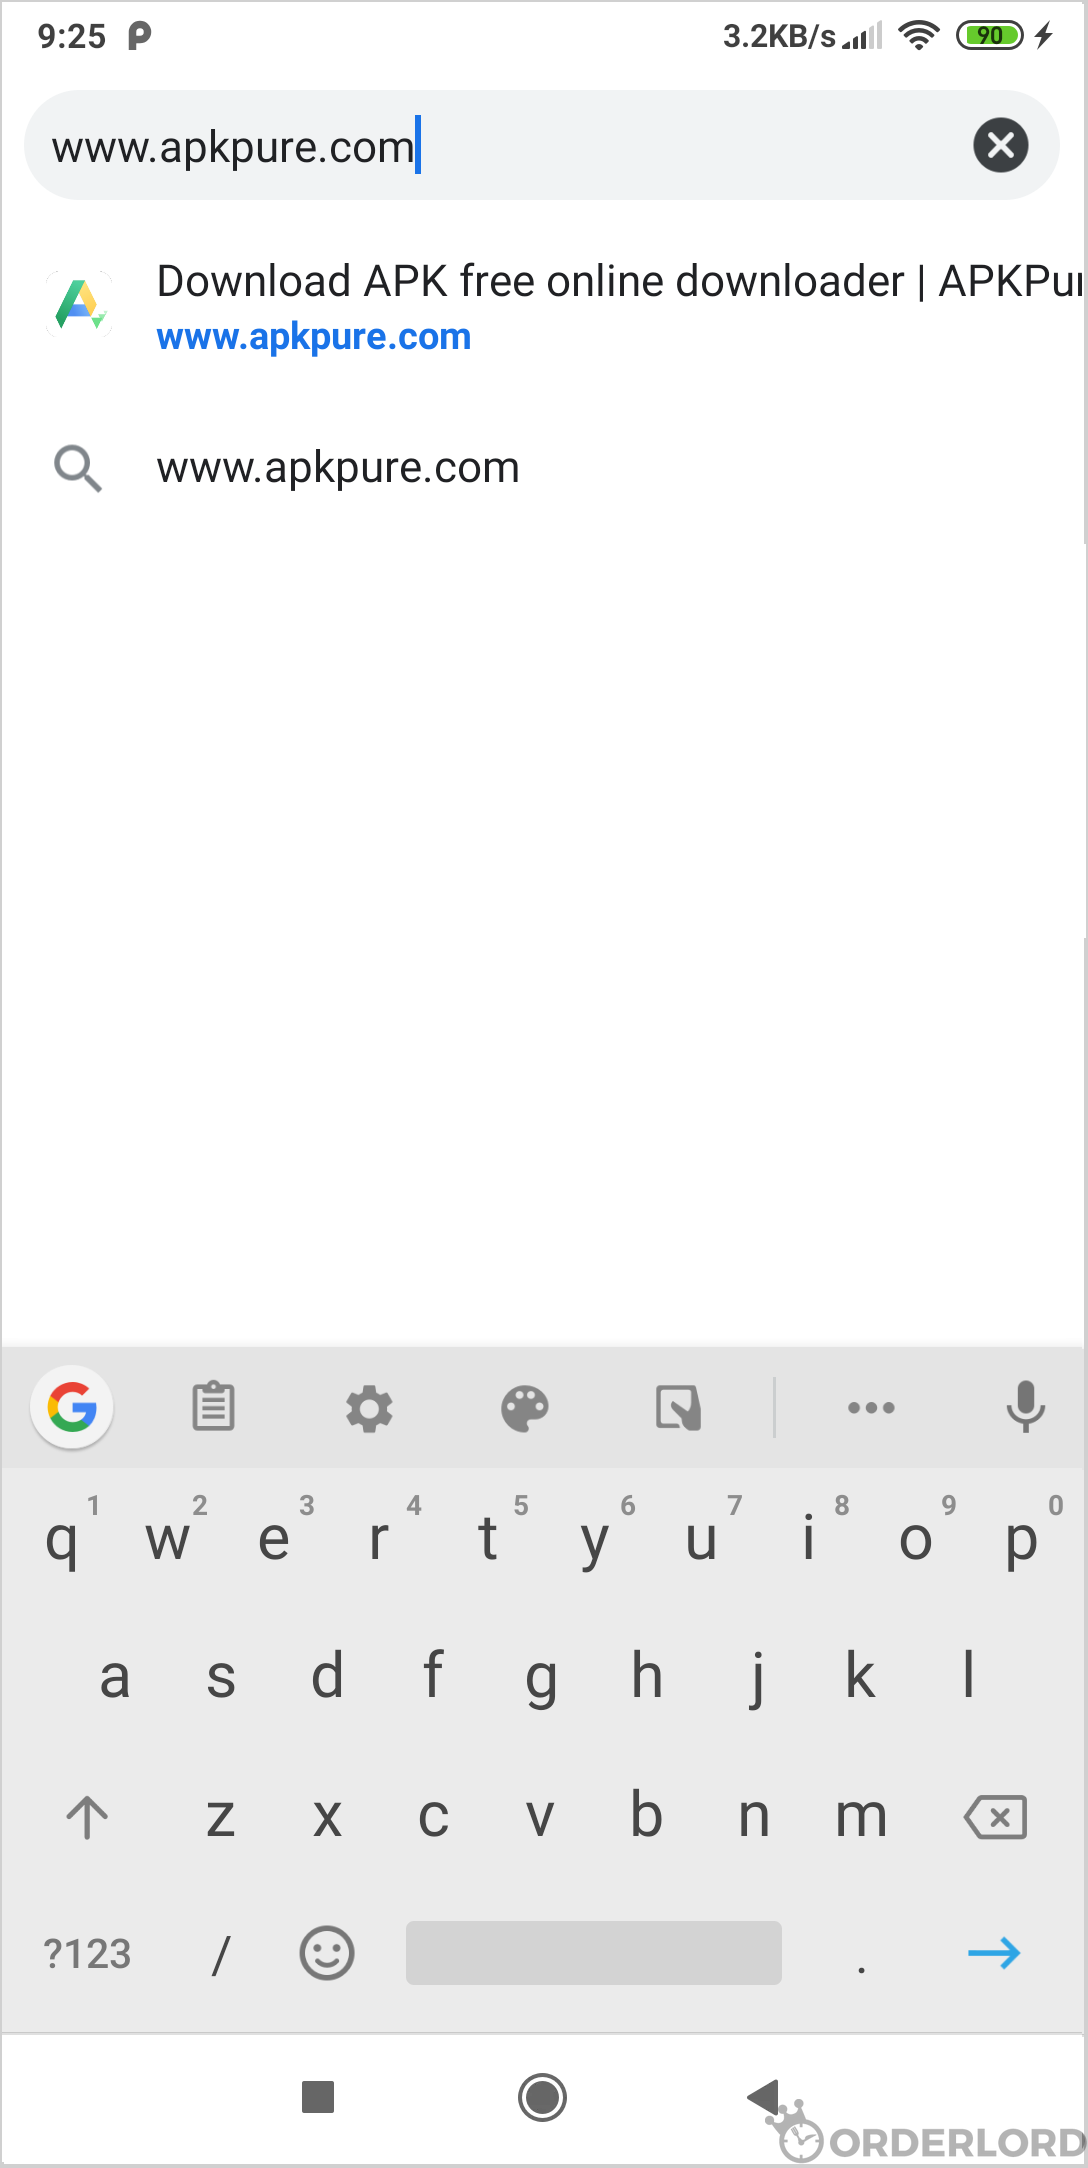 9:25 3.2KB/s 90
www.apkpure.com
Download APK free online downloader | APKPu
www.apkpure.com
www.apkpure.com
1 2 3 4 5 6 7 8 9 0
q w e r t y u i o p
a s d f g h j k l
z x c v b n m
?123 / .
ORDERLORD